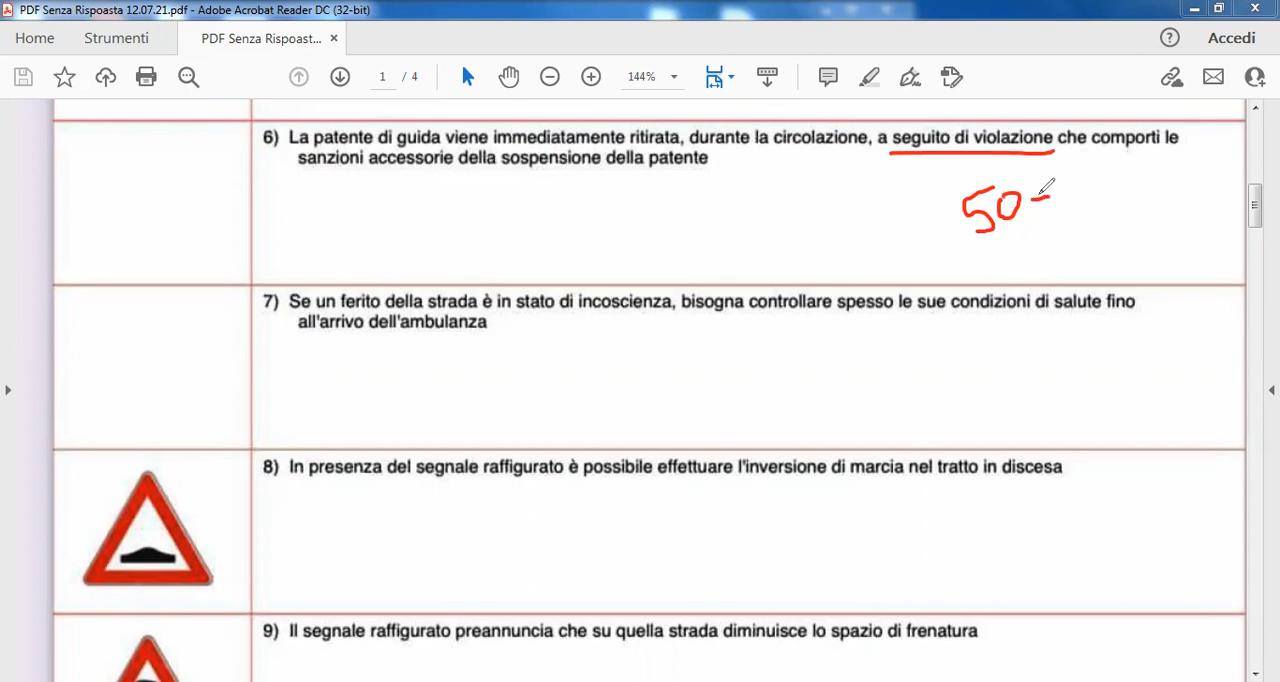 PDF Senza Rispoasta 12.07.21.pdf - Adobe Acrobat Reader DC (32-bit)
Home Strumenti PDF Senza Rispoast... × Accedi
1 / 4 144%
6) La patente di guida viene immediatamente ritirata, durante la circolazione, a seguito di violazione che comporti le
sanzioni accessorie della sospensione della patente
50-
7) Se un ferito della strada è in stato di incoscienza, bisogna controllare spesso le sue condizioni di salute fino
all'arrivo dell'ambulanza
8) In presenza del segnale raffigurato è possibile effettuare l'inversione di marcia nel tratto in discesa
9) Il segnale raffigurato preannuncia che su quella strada diminuisce lo spazio di frenatura